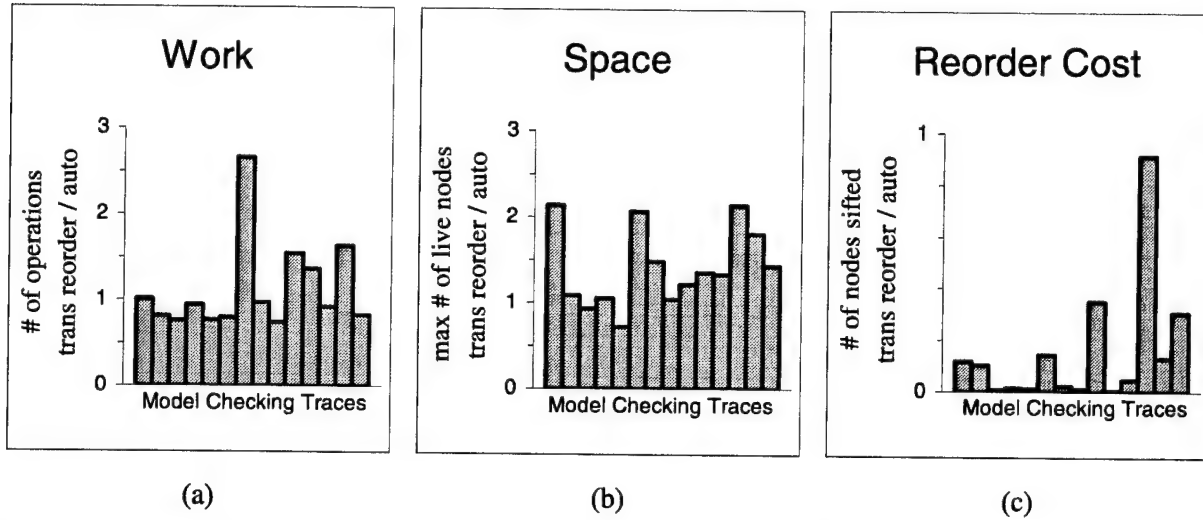 Work
# of operations
trans reorder / auto
3
2
1
0
Model Checking Traces
(a)
Space
max # of live nodes
trans reorder / auto
3
2
1
0
Model Checking Traces
(b)
Reorder Cost
# of nodes sifted
trans reorder / auto
1
0
Model Checking Traces
(c)